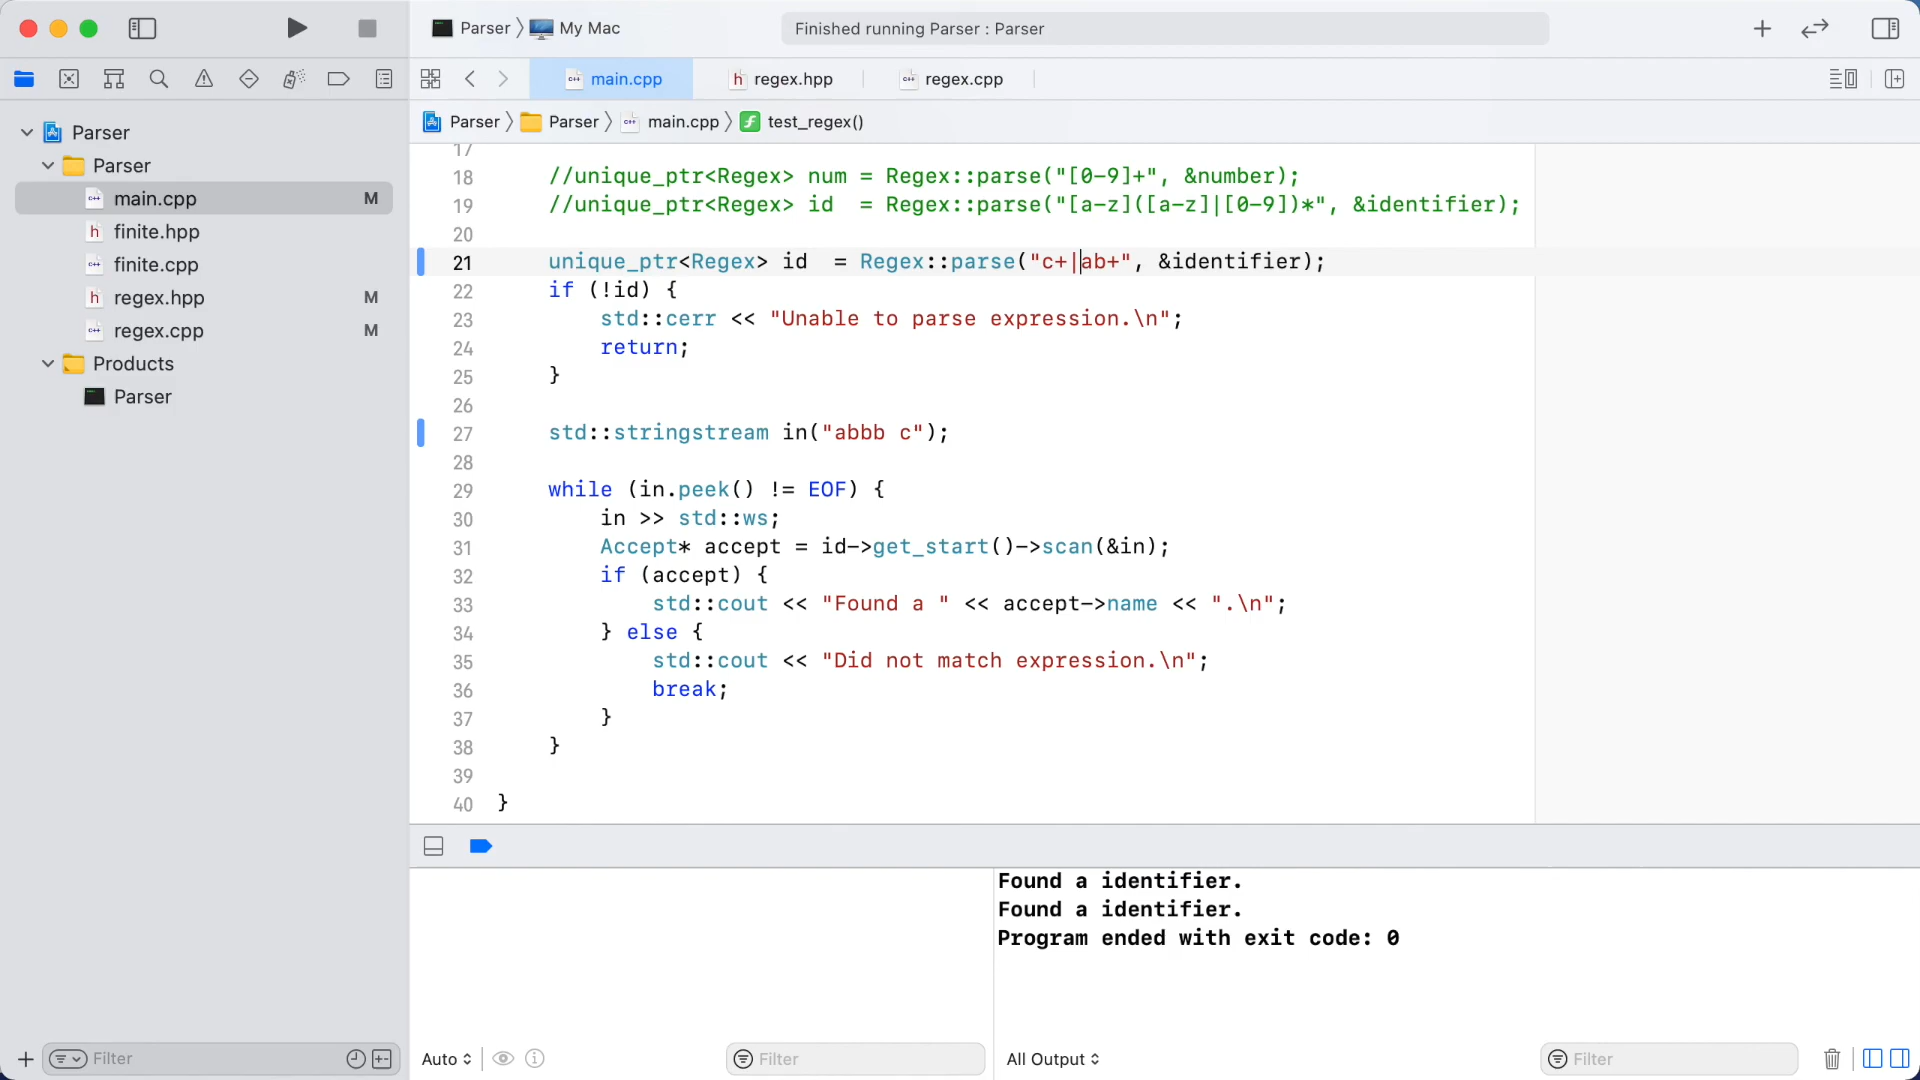 Parser
My Mac
Finished running Parser : Parser
main.cpp
regex.hpp
regex.cpp
Parser
Parser
main.cpp
test_regex()
Parser
Parser
main.cpp M
finite.hpp
finite.cpp
regex.hpp M
regex.cpp M
Products
Parser
17
18 //unique_ptr<Regex> num = Regex::parse("[0-9]+", &number);
19 //unique_ptr<Regex> id  = Regex::parse("[a-z]([a-z]|[0-9])*", &identifier);
20
21 unique_ptr<Regex> id  = Regex::parse("c+|ab+", &identifier);
22 if (!id) {
23 std::cerr << "Unable to parse expression.\n";
24 return;
25 }
26
27 std::stringstream in("abbb c");
28
29 while (in.peek() != EOF) {
30 in >> std::ws;
31 Accept* accept = id->get_start()->scan(&in);
32 if (accept) {
33 std::cout << "Found a " << accept->name << ".\n";
34 } else {
35 std::cout << "Did not match expression.\n";
36 break;
37 }
38 }
39
40 }
Found a identifier.
Found a identifier.
Program ended with exit code: 0
Filter
Auto
Filter
All Output
Filter